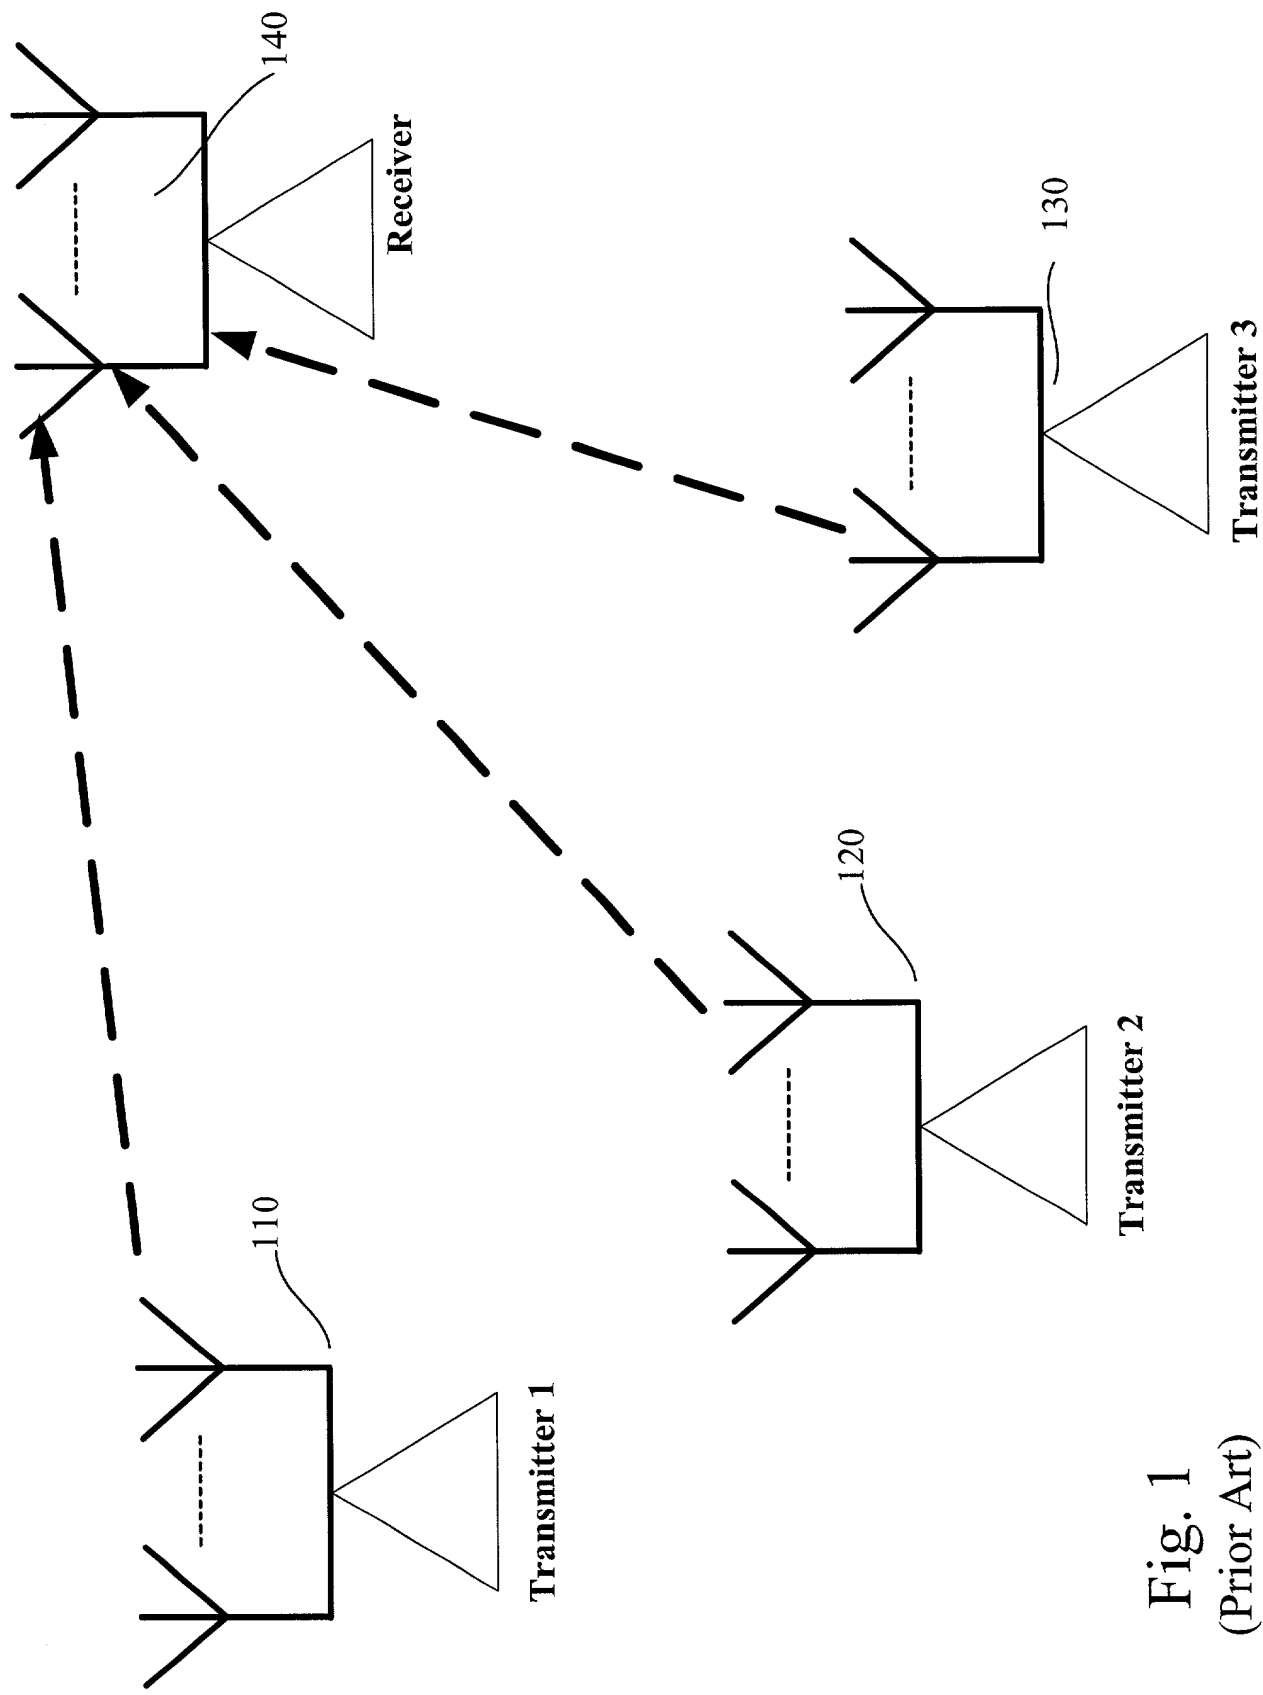 140
Receiver
110
Transmitter 1
120
Transmitter 2
130
Transmitter 3
Fig. 1
(Prior Art)